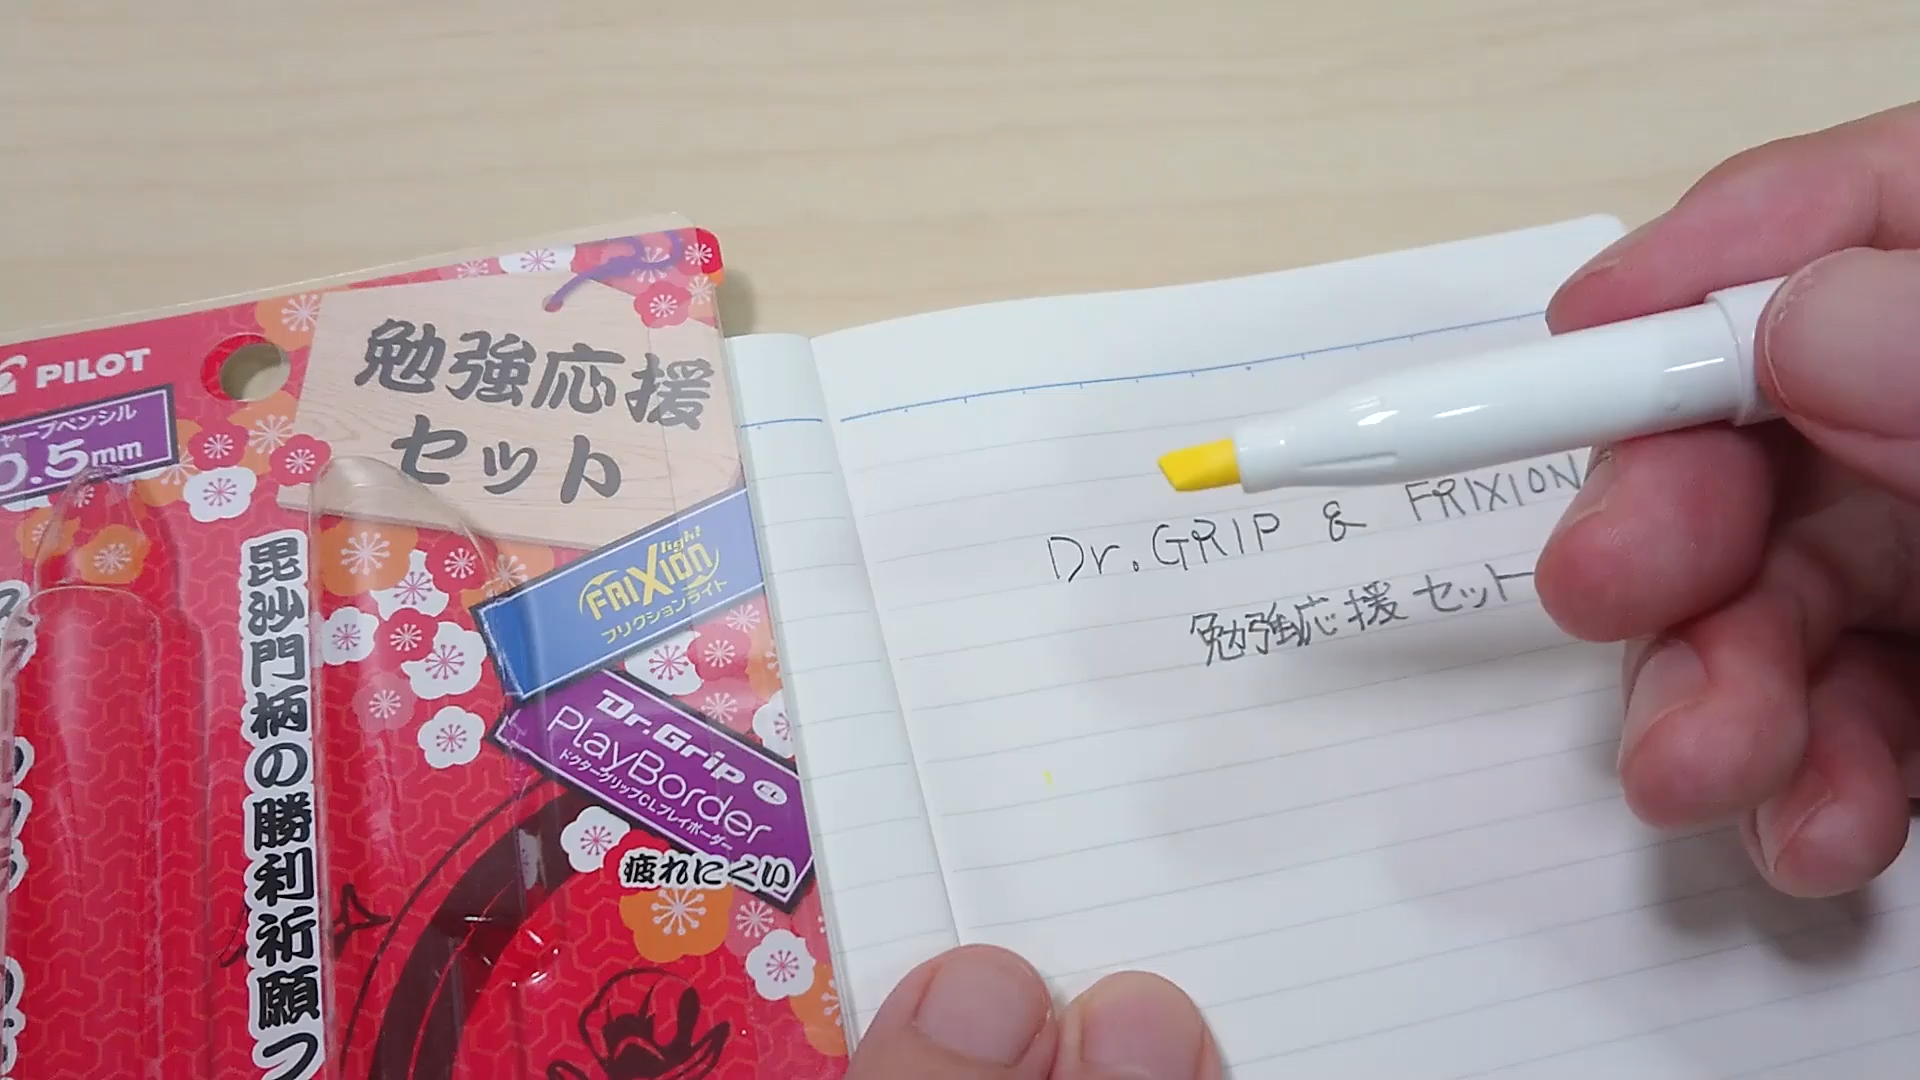 PILOT
勉強応援
セット
ャープペンシル
0.5mm
毘沙門柄の勝利祈願
light
FRIXION
フリクションライト
Dr.Grip CL
PlayBorder
ドクターグリップCLプレイボーダー
疲れにくい
Dr.GRIP & FRIXION
勉強応援セット